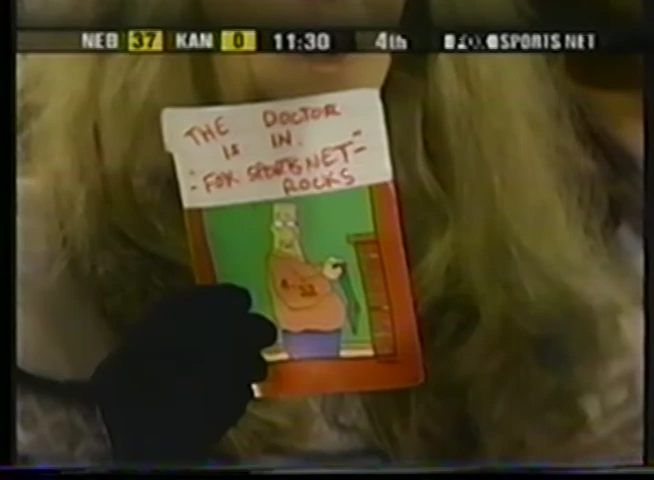 NEB 37 KAN 0 11:30 4th FOX SPORTS NET
THE DOCTOR
IS IN.
"FOX SPORTS NET"
ROCKS